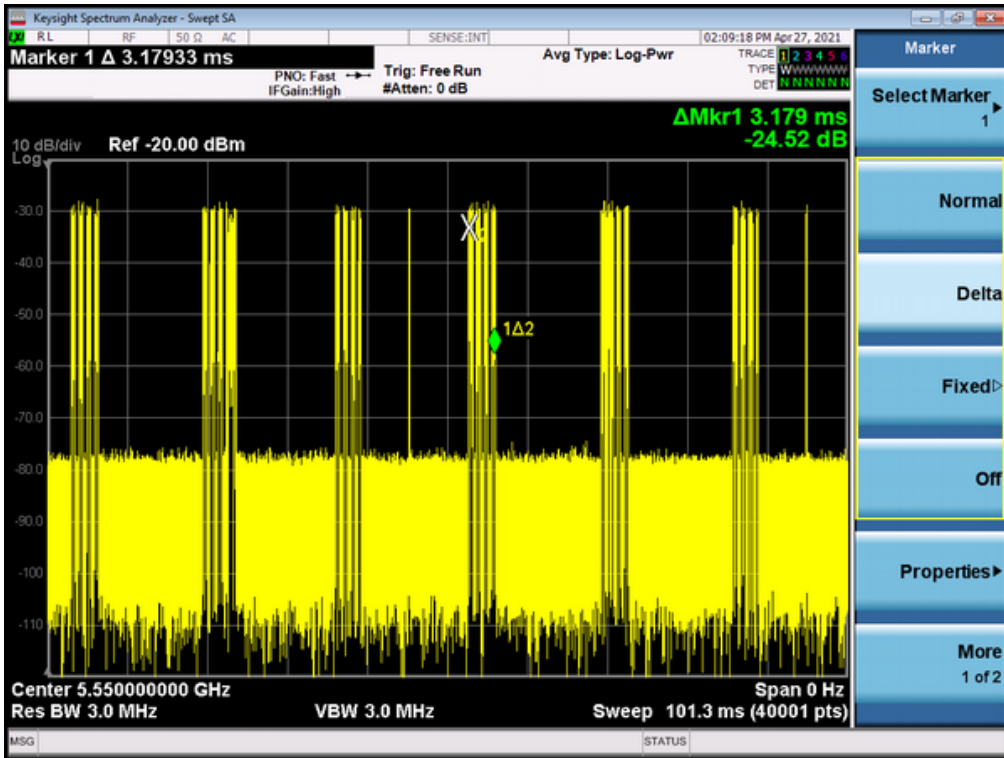 Keysight Spectrum Analyzer - Swept SA
RL RF 50 Ω AC SENSE:INT 02:09:18 PM Apr 27, 2021
Marker 1 Δ 3.17933 ms
PNO: Fast Trig: Free Run
IFGain:High #Atten: 0 dB
Avg Type: Log-Pwr
TRACE 1 2 3 4 5 6
TYPE WWWWWW
DET N N N N N N
ΔMkr1 3.179 ms
-24.52 dB
10 dB/div Ref -20.00 dBm
Log
-30.0
-40.0
-50.0
1Δ2
-60.0
-70.0
-80.0
-90.0
-100
-110
Center 5.550000000 GHz Span 0 Hz
Res BW 3.0 MHz VBW 3.0 MHz Sweep 101.3 ms (40001 pts)
MSG STATUS
Marker
Select Marker
1
Normal
Delta
Fixed
Off
Properties
More
1 of 2